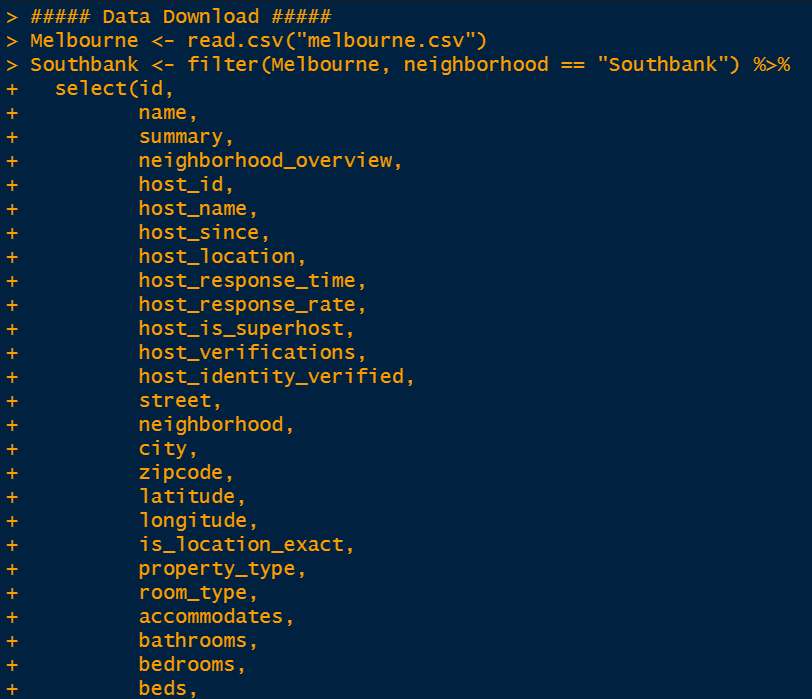 > ##### Data Download #####
> Melbourne <- read.csv("melbourne.csv")
> Southbank <- filter(Melbourne, neighborhood == "Southbank") %>%
+   select(id,
+          name,
+          summary,
+          neighborhood_overview,
+          host_id,
+          host_name,
+          host_since,
+          host_location,
+          host_response_time,
+          host_response_rate,
+          host_is_superhost,
+          host_verifications,
+          host_identity_verified,
+          street,
+          neighborhood,
+          city,
+          zipcode,
+          latitude,
+          longitude,
+          is_location_exact,
+          property_type,
+          room_type,
+          accommodates,
+          bathrooms,
+          bedrooms,
+          beds,